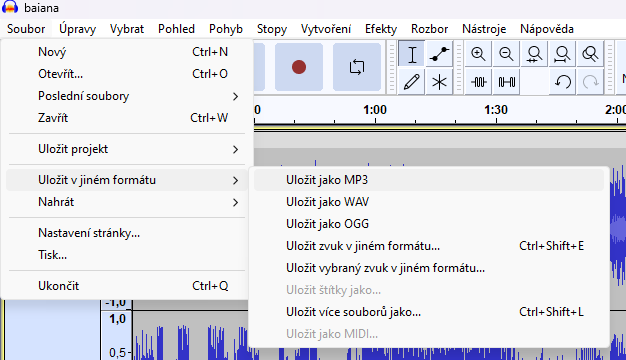 baiana
Soubor Úpravy Vybrat Pohled Pohyb Stopy Vytvoření Efekty Rozbor Nástroje Nápověda
Nový Ctrl+N
Otevřít... Ctrl+O
Poslední soubory
Zavřít Ctrl+W
0 1:00 1:30 2:00
Uložit projekt
Uložit v jiném formátu
Uložit jako MP3
Nahrát
Uložit jako WAV
Uložit jako OGG
Nastavení stránky...
Uložit zvuk v jiném formátu... Ctrl+Shift+E
Tisk...
Uložit vybraný zvuk v jiném formátu...
Ukončit Ctrl+Q
Uložit štítky jako...
-1,0
Uložit více souborů jako... Ctrl+Shift+L
1,0
Uložit jako MIDI...
0,5